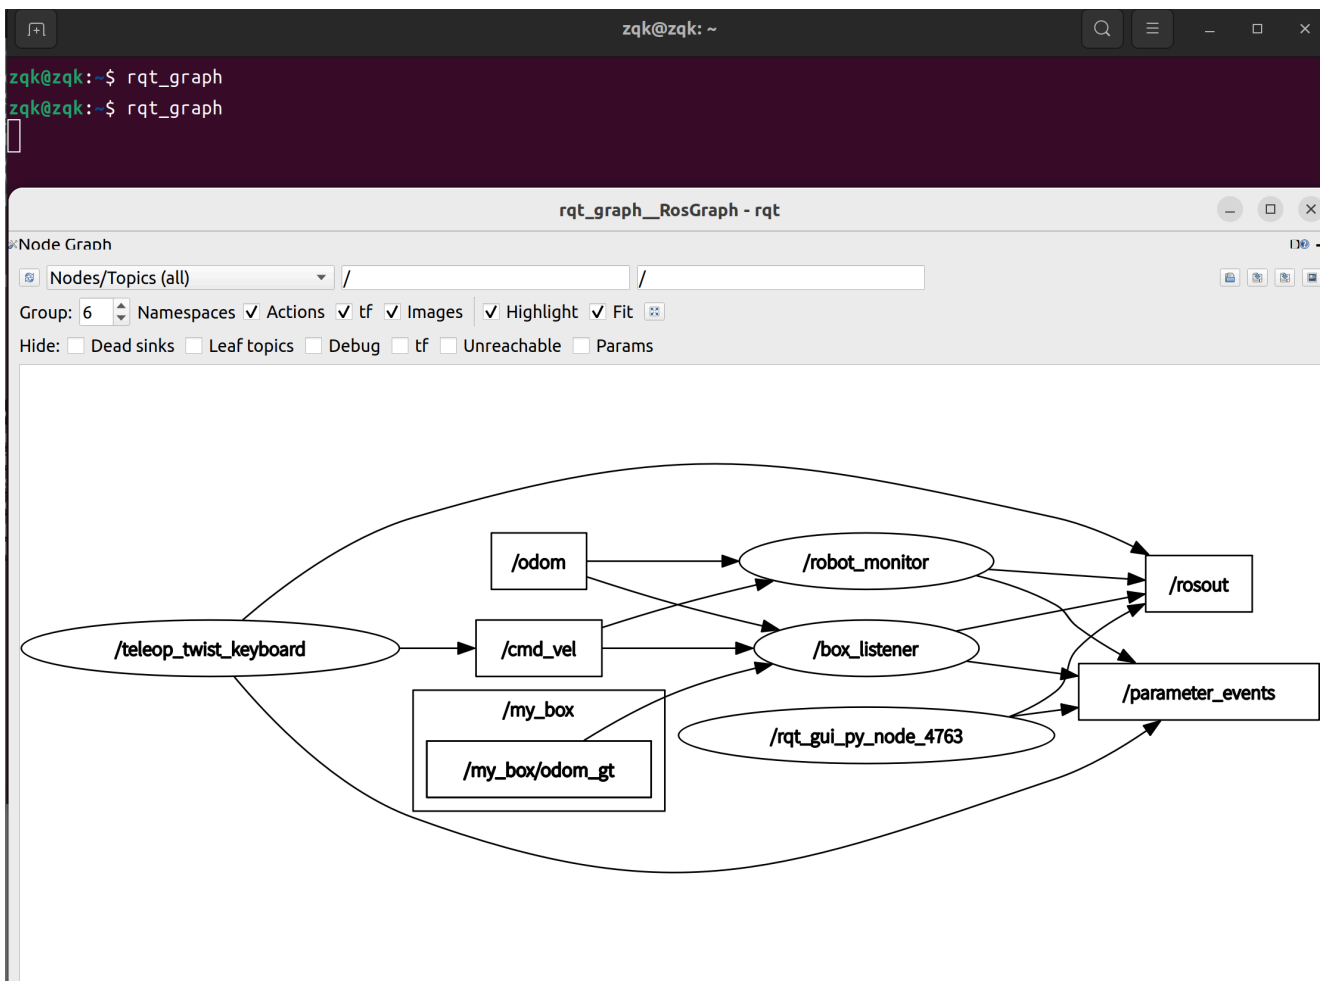 zqk@zqk: ~
zqk@zqk:~$ rqt_graph
zqk@zqk:~$ rqt_graph
rqt_graph__RosGraph - rqt
Node Graph
Nodes/Topics (all) / /
Group: 6 Namespaces Actions tf Images Highlight Fit
Hide: Dead sinks Leaf topics Debug tf Unreachable Params
/odom
/robot_monitor
/rosout
/teleop_twist_keyboard
/cmd_vel
/box_listener
/parameter_events
/my_box
/rqt_gui_py_node_4763
/my_box/odom_gt